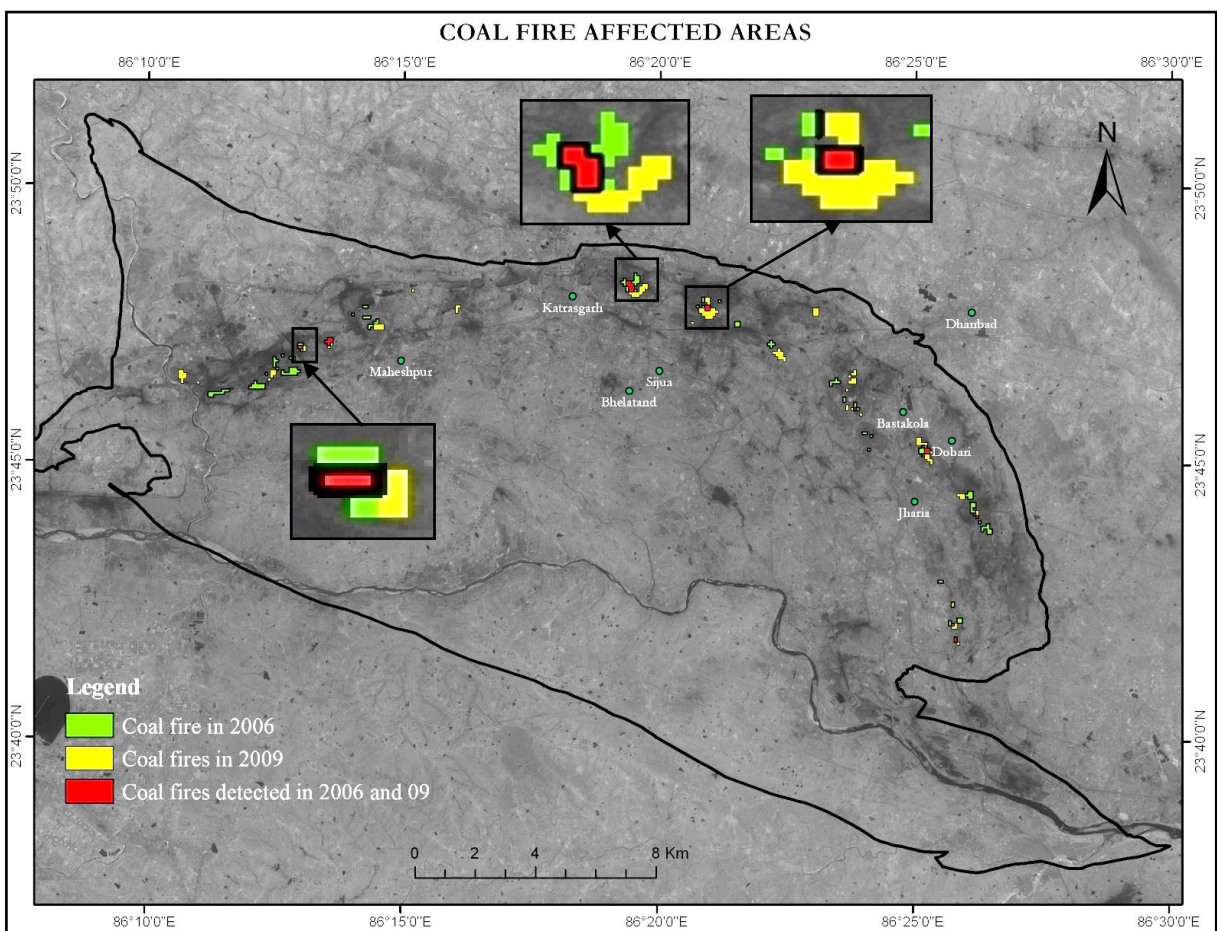 COAL FIRE AFFECTED AREAS
86°10'0"E 86°15'0"E 86°20'0"E 86°25'0"E 86°30'0"E
N
23°50'0"N 23°50'0"N
Katrasgarh
Dhanbad
Maheshpur
Sijua
Bhelatand
Bastakola
Dobari
23°45'0"N 23°45'0"N
Jharia
Legend
Coal fire in 2006
23°40'0"N 23°40'0"N
Coal fires in 2009
Coal fires detected in 2006 and 09
0 2 4 8 Km
86°10'0"E 86°15'0"E 86°20'0"E 86°25'0"E 86°30'0"E